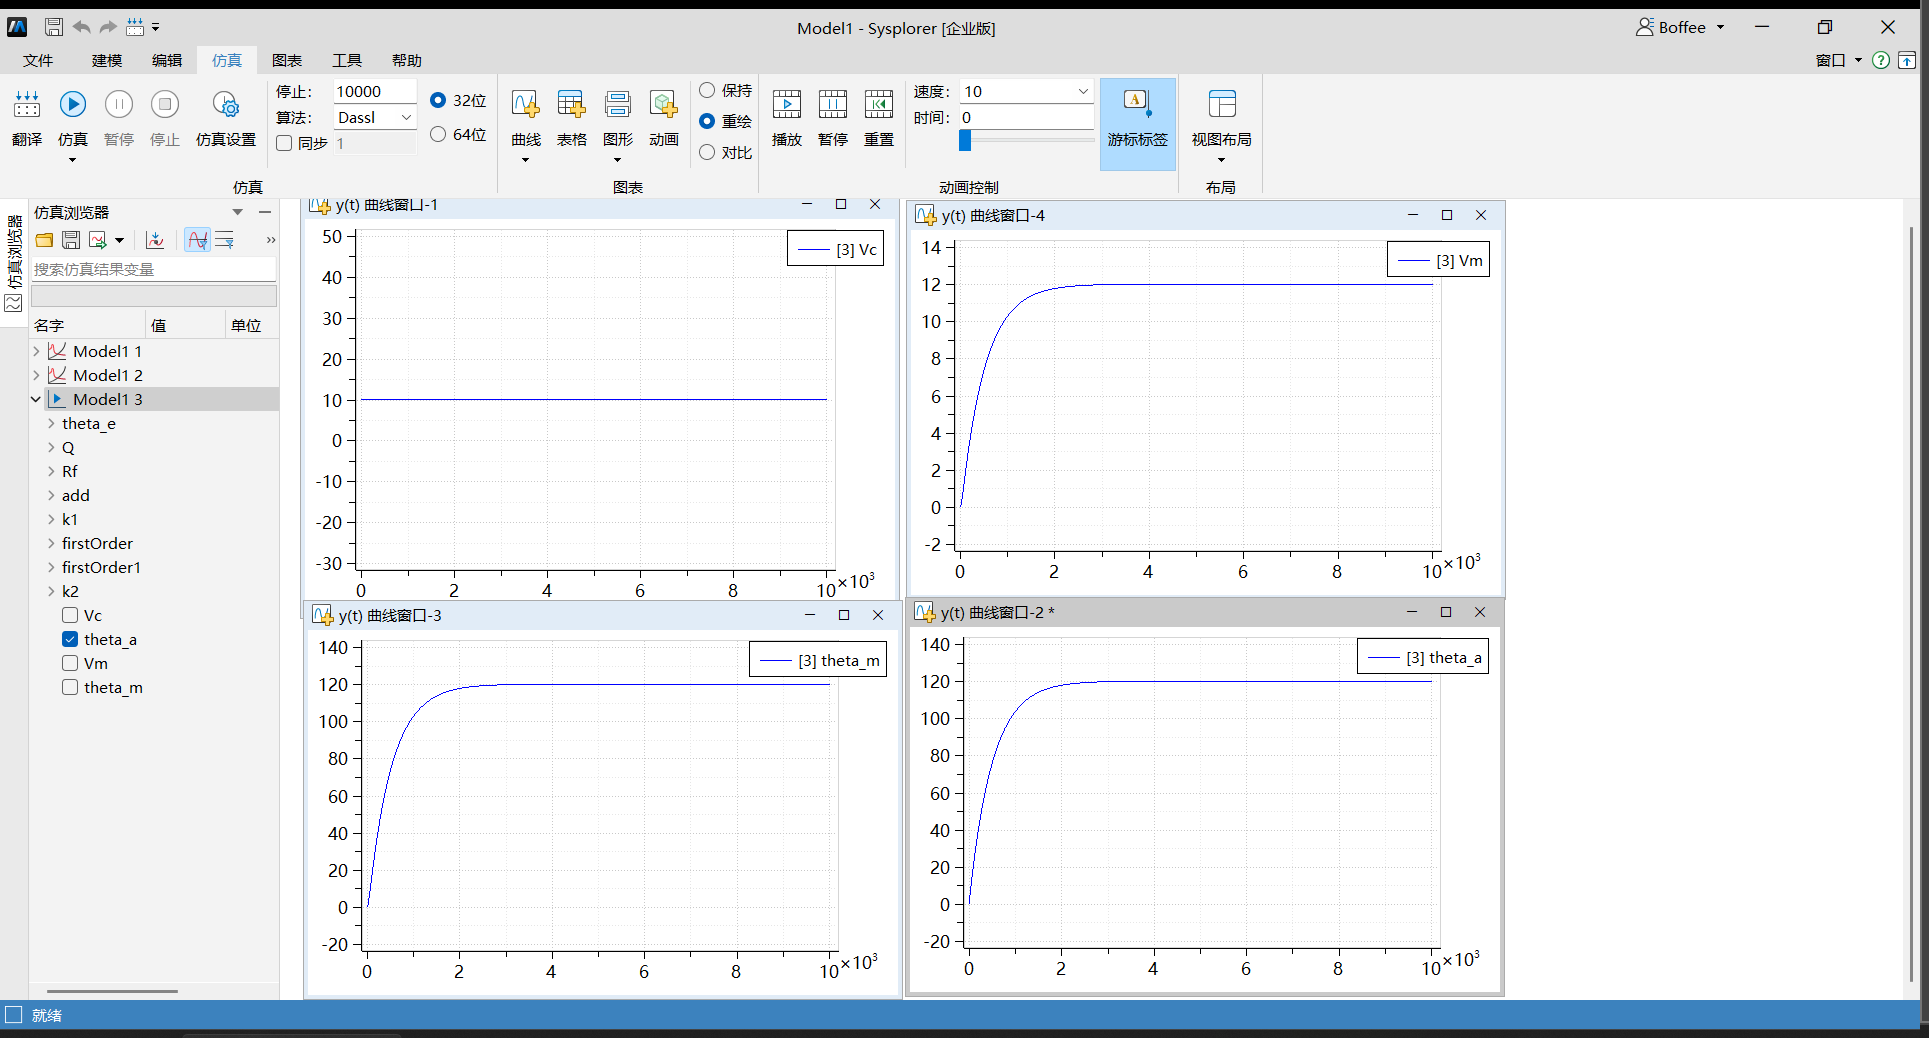 Model1 - Sysplorer [企业版]
Boffee
文件 建模 编辑 仿真 图表 工具 帮助
窗口
停止： 10000
算法： Dassl
同步 1
32位
64位
翻译 仿真 暂停 停止 仿真设置
曲线 表格 图形 动画
保持
重绘
对比
播放 暂停 重置
速度： 10
时间： 0
游标标签
视图布局
仿真 图表 动画控制 布局
仿真浏览器
仿真浏览器
搜索仿真结果变量
名字 值 单位
Model1 1
Model1 2
Model1 3
theta_e
Q
Rf
add
k1
firstOrder
firstOrder1
k2
Vc
theta_a
Vm
theta_m
y(t) 曲线窗口-1
[3] Vc
50
40
30
20
10
0
-10
-20
-30
0 2 4 6 8 10 ×10³
y(t) 曲线窗口-4
[3] Vm
14
12
10
8
6
4
2
0
-2
0 2 4 6 8 10 ×10³
y(t) 曲线窗口-3
[3] theta_m
140
120
100
80
60
40
20
0
-20
0 2 4 6 8 10 ×10³
y(t) 曲线窗口-2 *
[3] theta_a
140
120
100
80
60
40
20
0
-20
0 2 4 6 8 10 ×10³
就绪